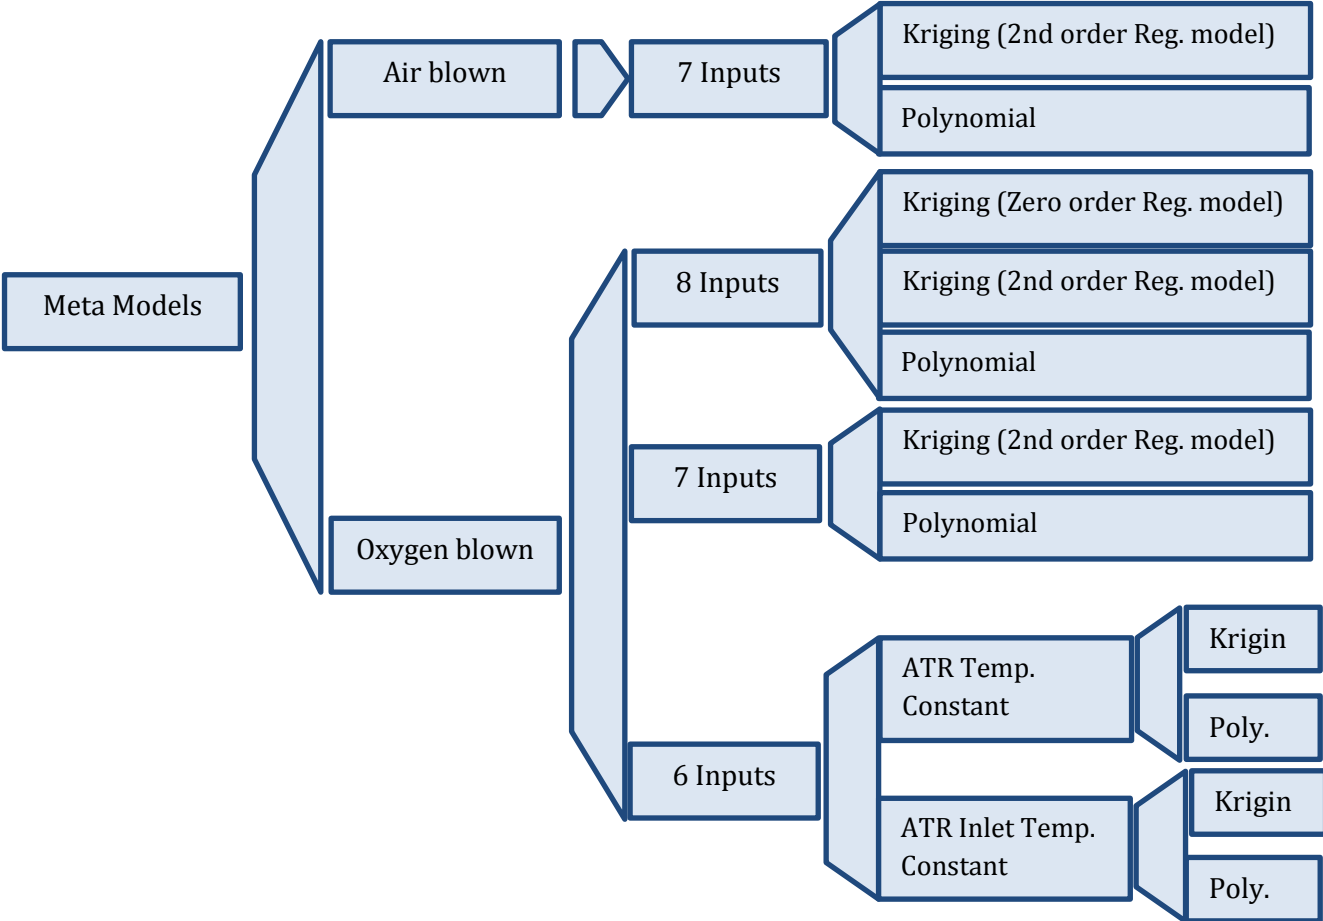 Meta Models
Air blown
7 Inputs
Kriging (2nd order Reg. model)
Polynomial
Oxygen blown
8 Inputs
Kriging (Zero order Reg. model)
Kriging (2nd order Reg. model)
Polynomial
7 Inputs
Kriging (2nd order Reg. model)
Polynomial
6 Inputs
ATR Temp.
Constant
Krigin
Poly.
ATR Inlet Temp.
Constant
Krigin
Poly.